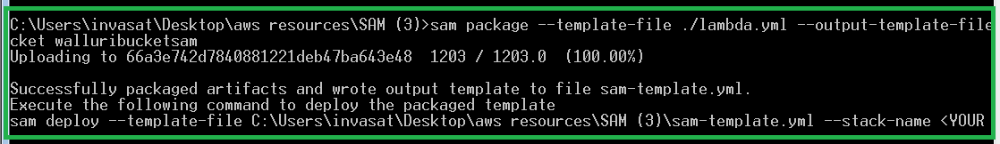 C:\Users\invasat\Desktop\aws resources\SAM (3)>sam package --template-file ./lambda.yml --output-template-file
cket walluribucketsam
Uploading to 66a3e742d7840881221deb47ba643e48  1203 / 1203.0  (100.00%)
Successfully packaged artifacts and wrote output template to file sam-template.yml.
Execute the following command to deploy the packaged template
sam deploy --template-file C:\Users\invasat\Desktop\aws resources\SAM (3)\sam-template.yml --stack-name <YOUR